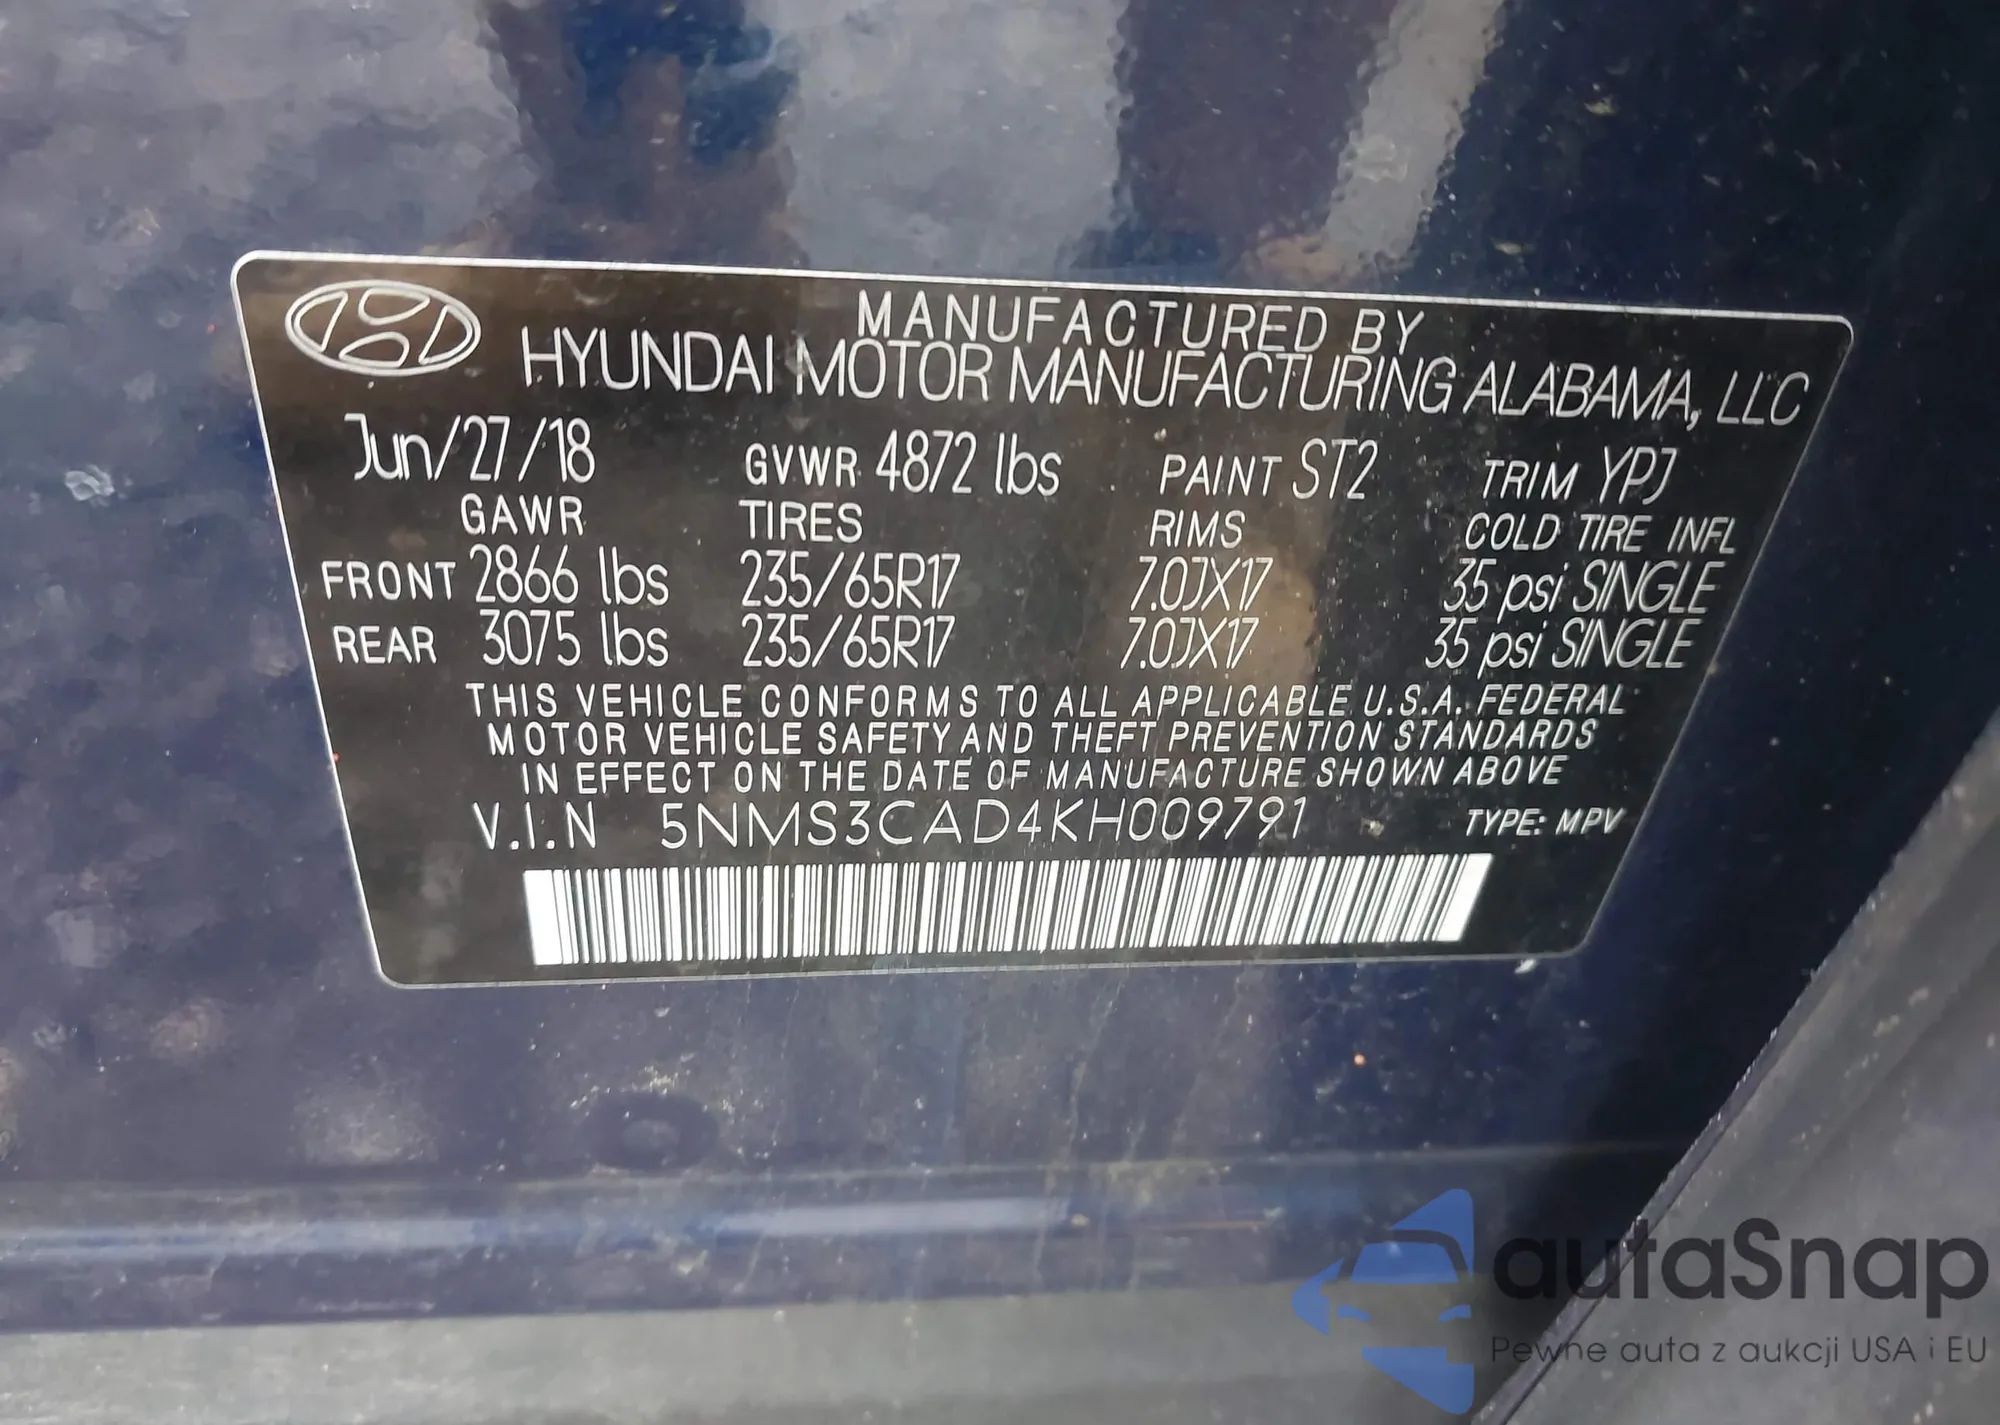 MANUFACTURED BY
HYUNDAI MOTOR MANUFACTURING ALABAMA, LLC
Jun/27/18 GVWR 4872 lbs PAINT ST2 TRIM YPJ
GAWR TIRES RIMS COLD TIRE INFL
FRONT 2866 lbs 235/65R17 7.0JX17 35 psi SINGLE
REAR 3075 lbs 235/65R17 7.0JX17 35 psi SINGLE
THIS VEHICLE CONFORMS TO ALL APPLICABLE U.S.A. FEDERAL
MOTOR VEHICLE SAFETY AND THEFT PREVENTION STANDARDS
IN EFFECT ON THE DATE OF MANUFACTURE SHOWN ABOVE
V.I.N 5NMS3CAD4KH009791 TYPE: MPV
autaSnap
Pewne auta z aukcji USA i EU